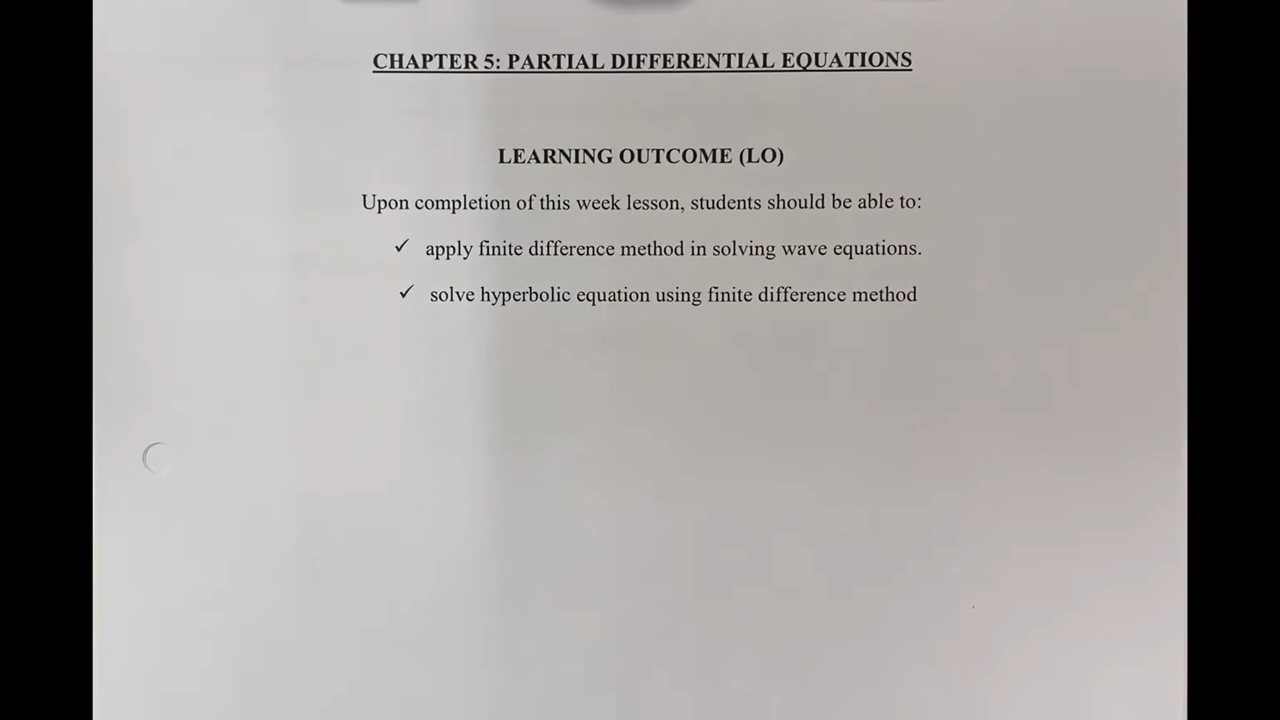 CHAPTER 5: PARTIAL DIFFERENTIAL EQUATIONS
LEARNING OUTCOME (LO)
Upon completion of this week lesson, students should be able to:
✓ apply finite difference method in solving wave equations.
✓ solve hyperbolic equation using finite difference method